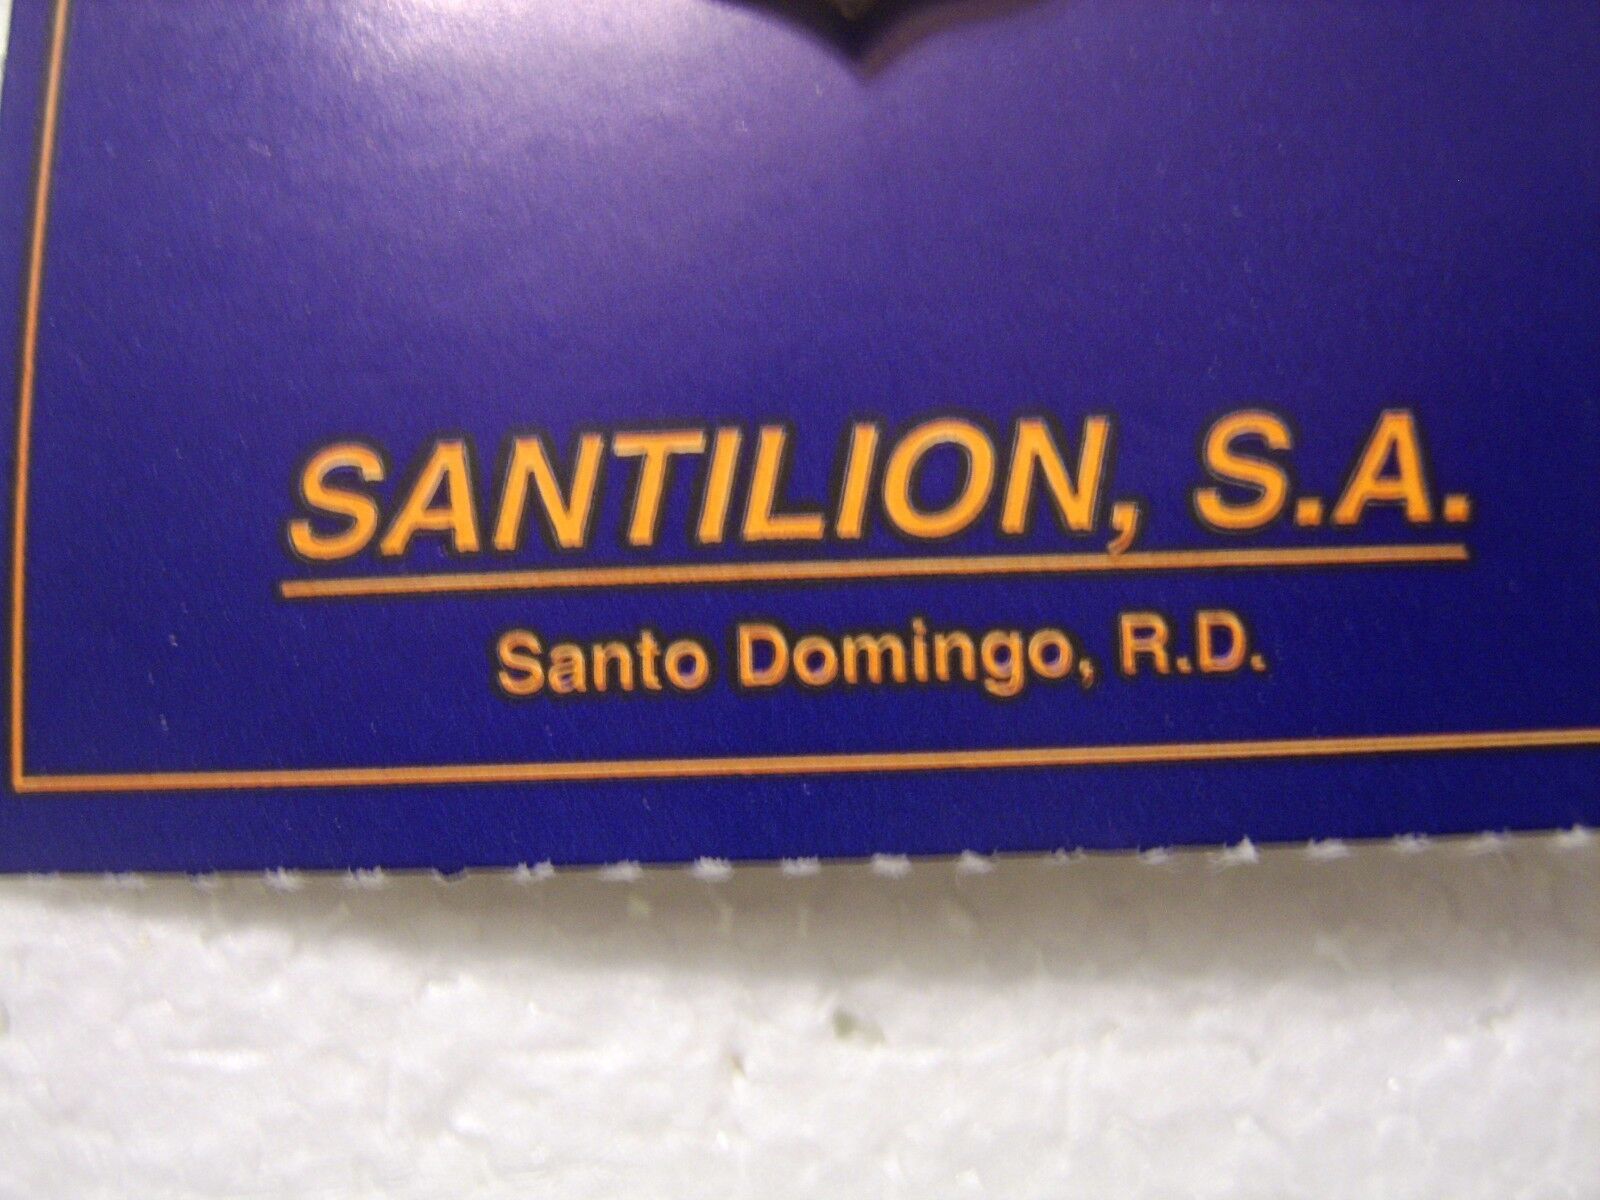 SANTILION, S.A.
Santo Domingo, R.D.